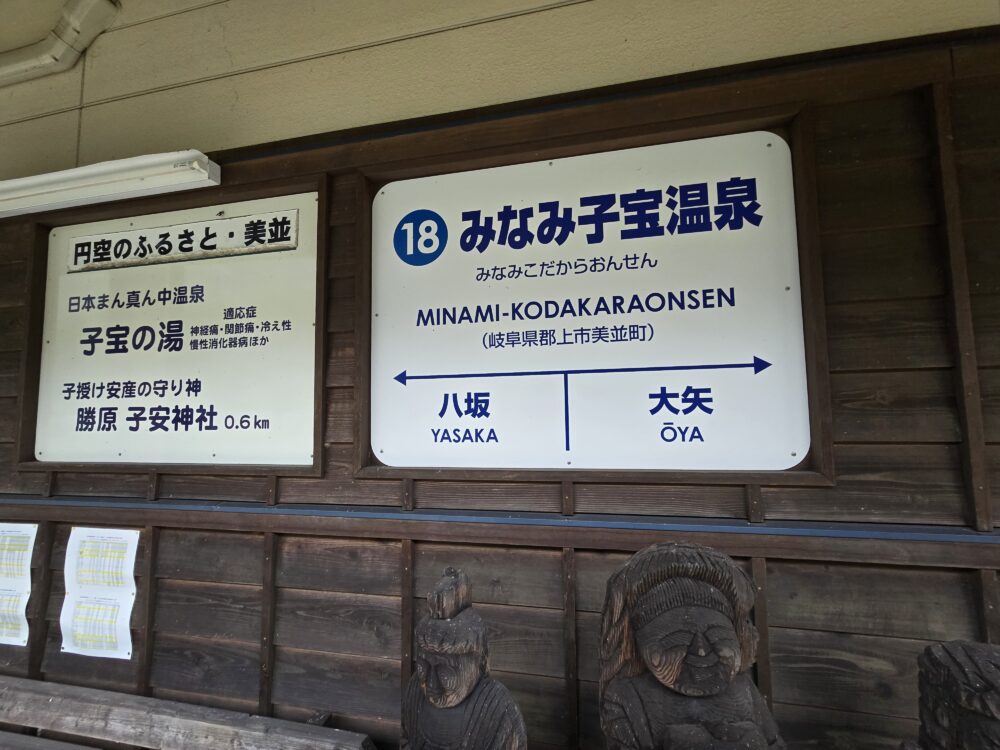 円空のふるさと・美並
日本まん真ん中温泉
子宝の湯
適応症
神経痛・関節痛・冷え性
慢性消化器病ほか
子授け安産の守り神
勝原 子安神社 0.6km
18 みなみ子宝温泉
みなみこだからおんせん
MINAMI-KODAKARAONSEN
（岐阜県郡上市美並町）
八坂
YASAKA
大矢
ŌYA